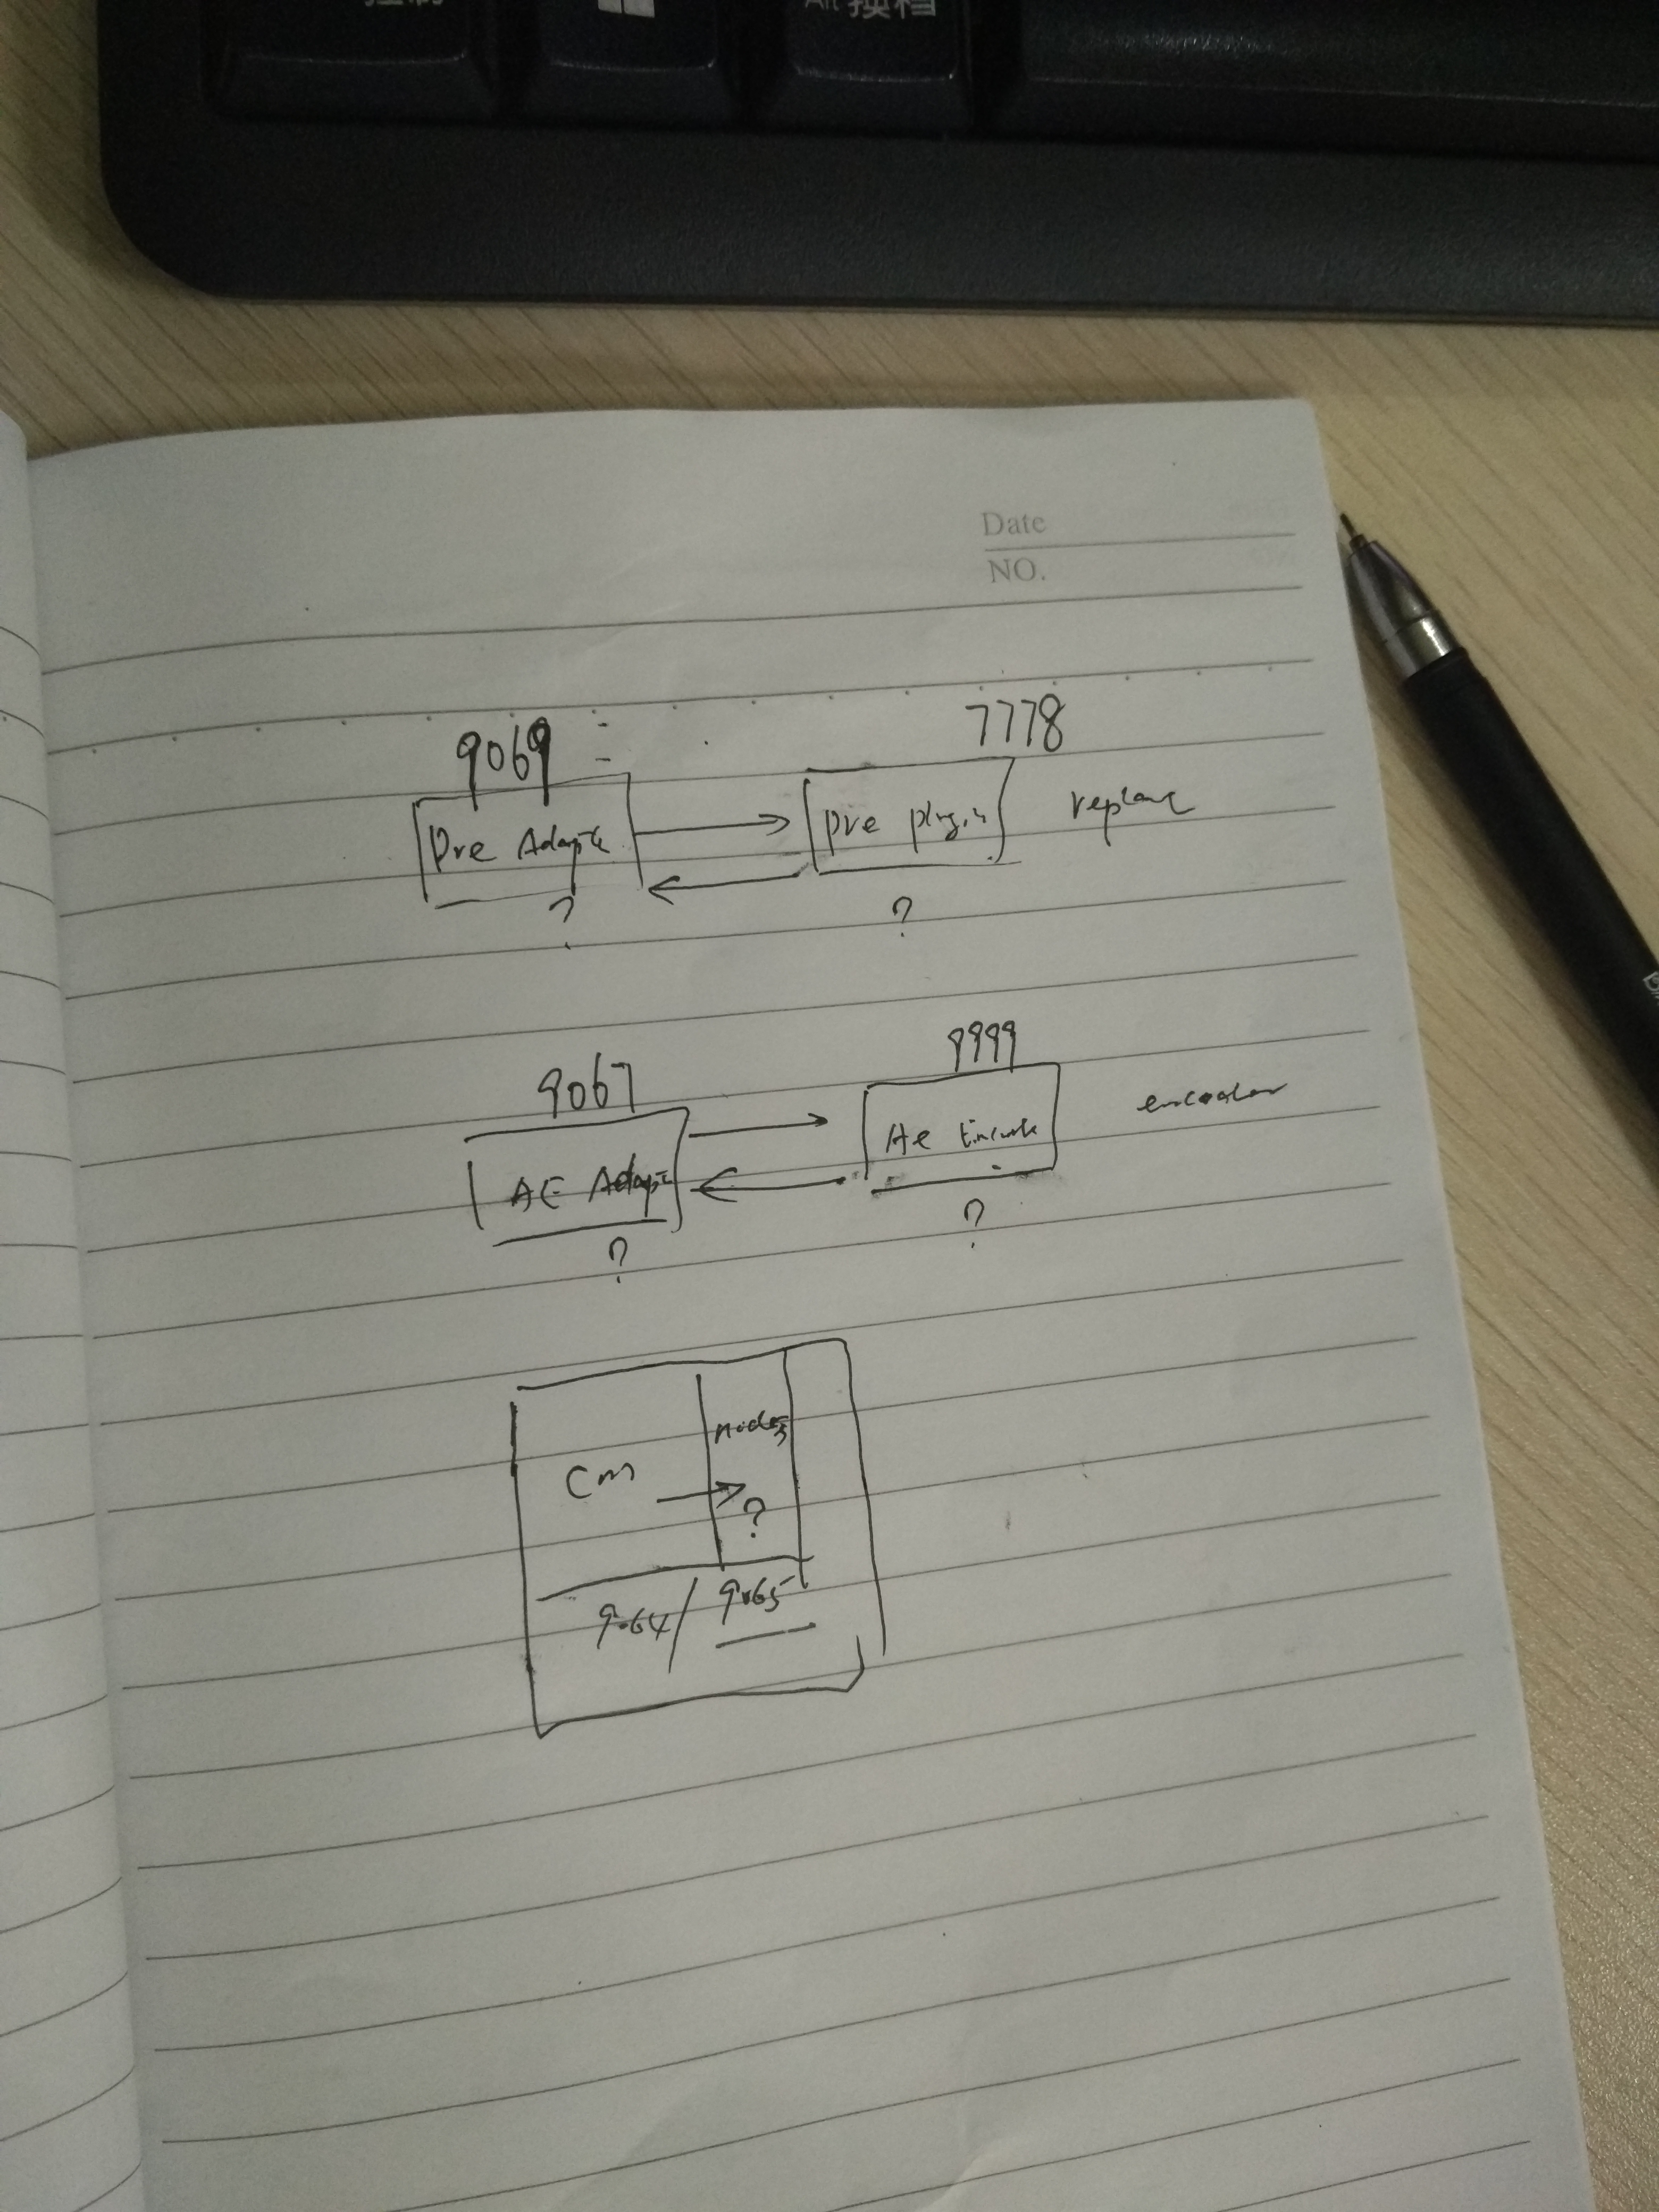 Alt 换档
Date
NO.
9069
7778
Pre Adapte
Pre plugin
replace
?
?
9067
9999
AE Adapte
Ae Encode
encoder
?
?
Cm
nodejs
?
9064/9065